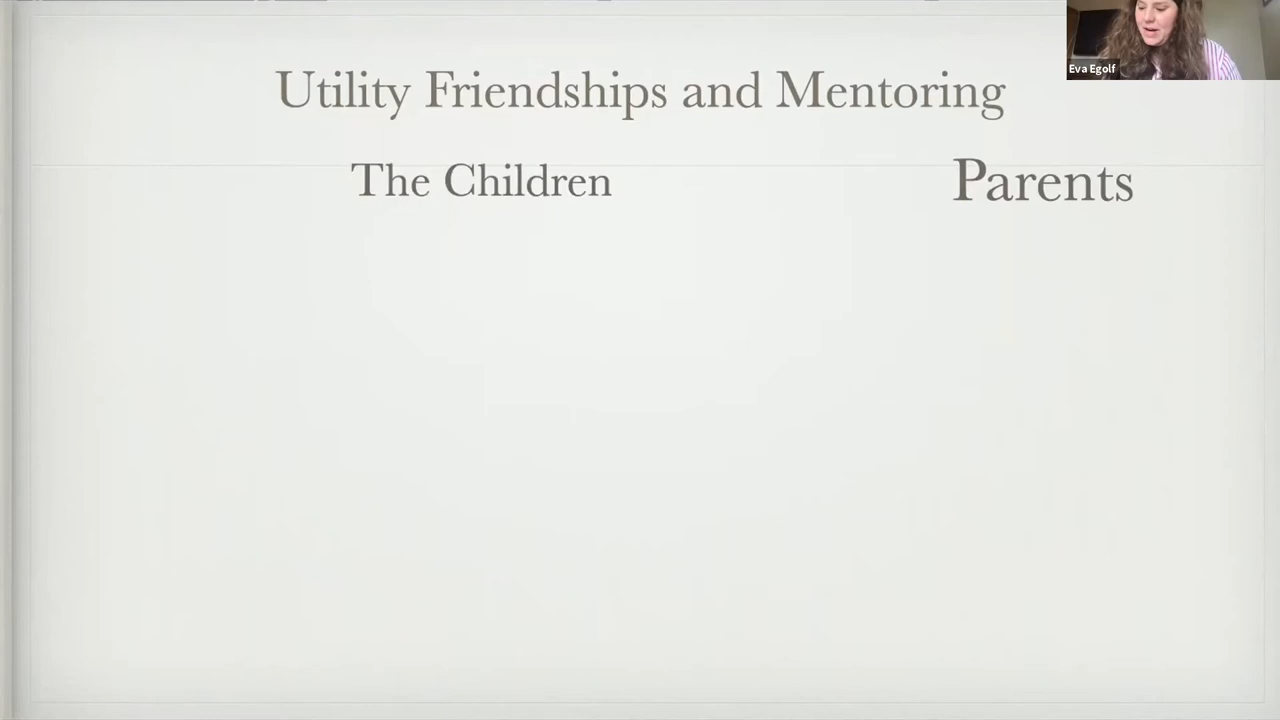 Eva Egolf
Utility Friendships and Mentoring
The Children
Parents